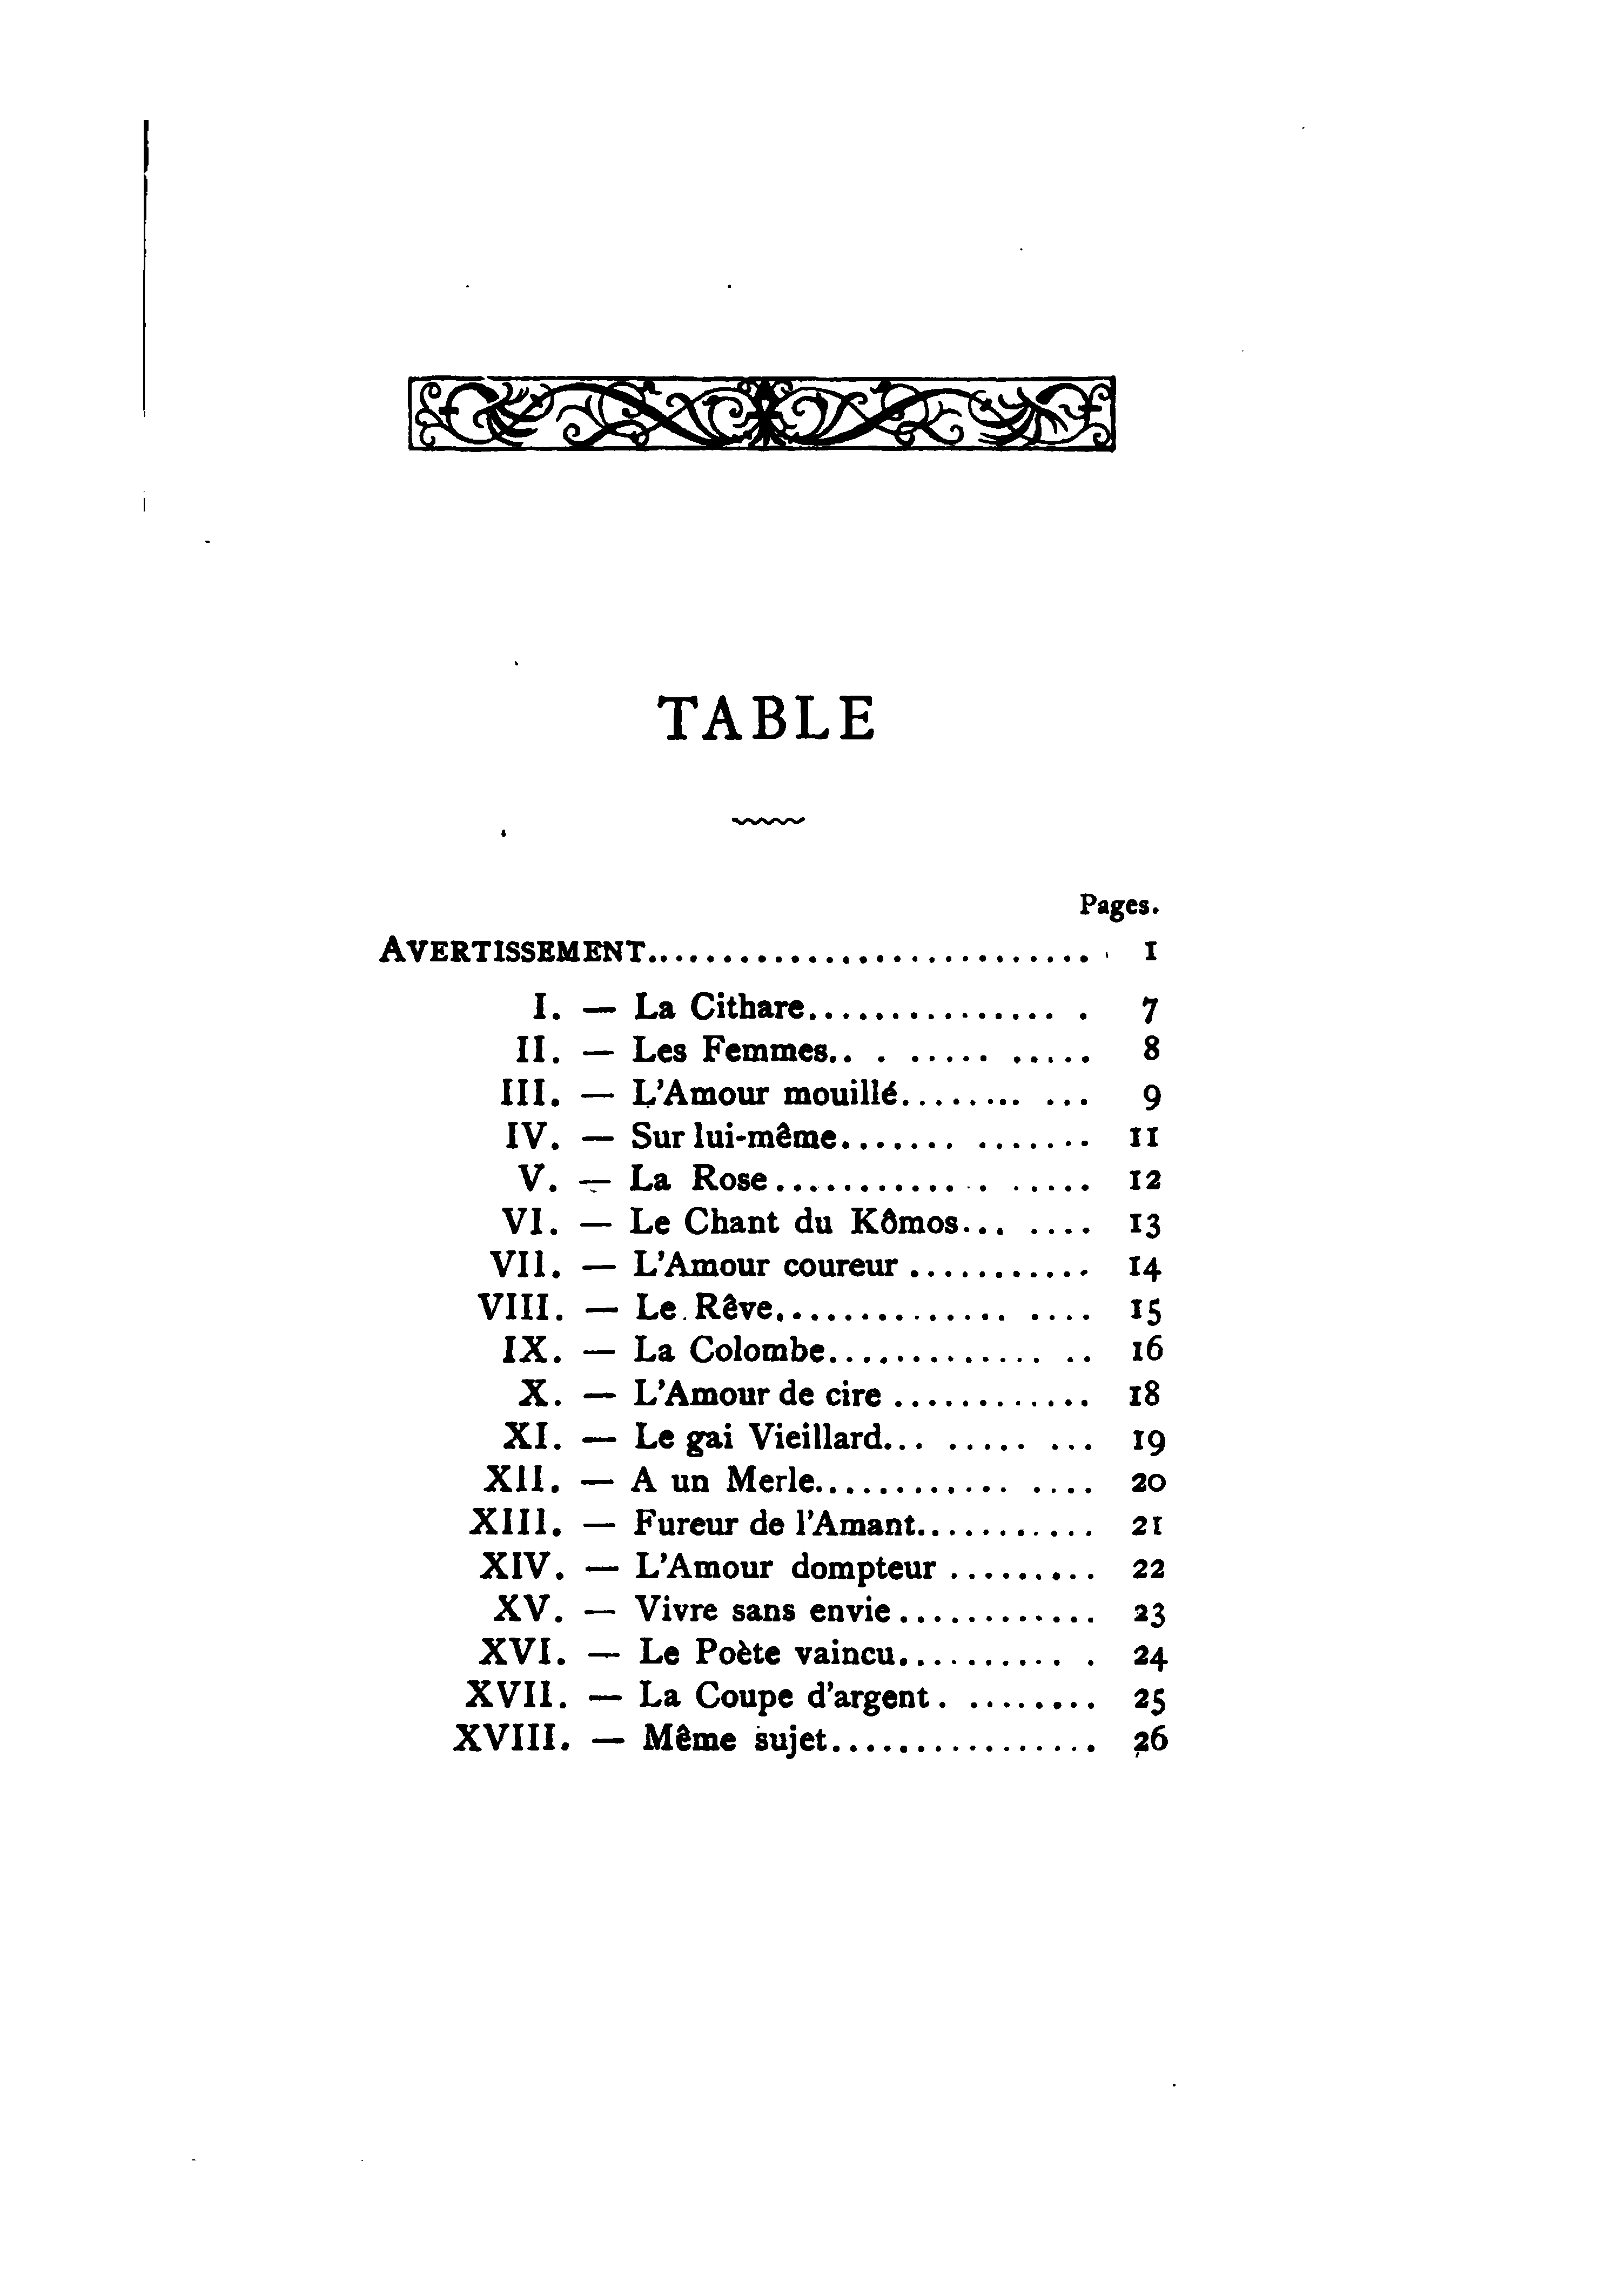 TABLE
Pages.
AVERTISSEMENT........................... 1
I. — La Cithare................ . 7
II. — Les Femmes.. . ..... ..... 8
III. — L'Amour mouillé........ ... 9
IV. — Sur lui-même....... ....... 11
V. — La Rose............. . ..... 12
VI. — Le Chant du Kômos... .... 13
VII. — L'Amour coureur ........... 14
VIII. — Le Rêve.............. .... 15
IX. — La Colombe............. .. 16
X. — L'Amour de cire ............ 18
XI. — Le gai Vieillard... ..... ... 19
XII. — A un Merle............ .... 20
XIII. — Fureur de l'Amant........... 21
XIV. — L'Amour dompteur ......... 22
XV. — Vivre sans envie............ 23
XVI. — Le Poète vaincu.......... . 24
XVII. — La Coupe d'argent. ........ 25
XVIII. — Même sujet................ 26